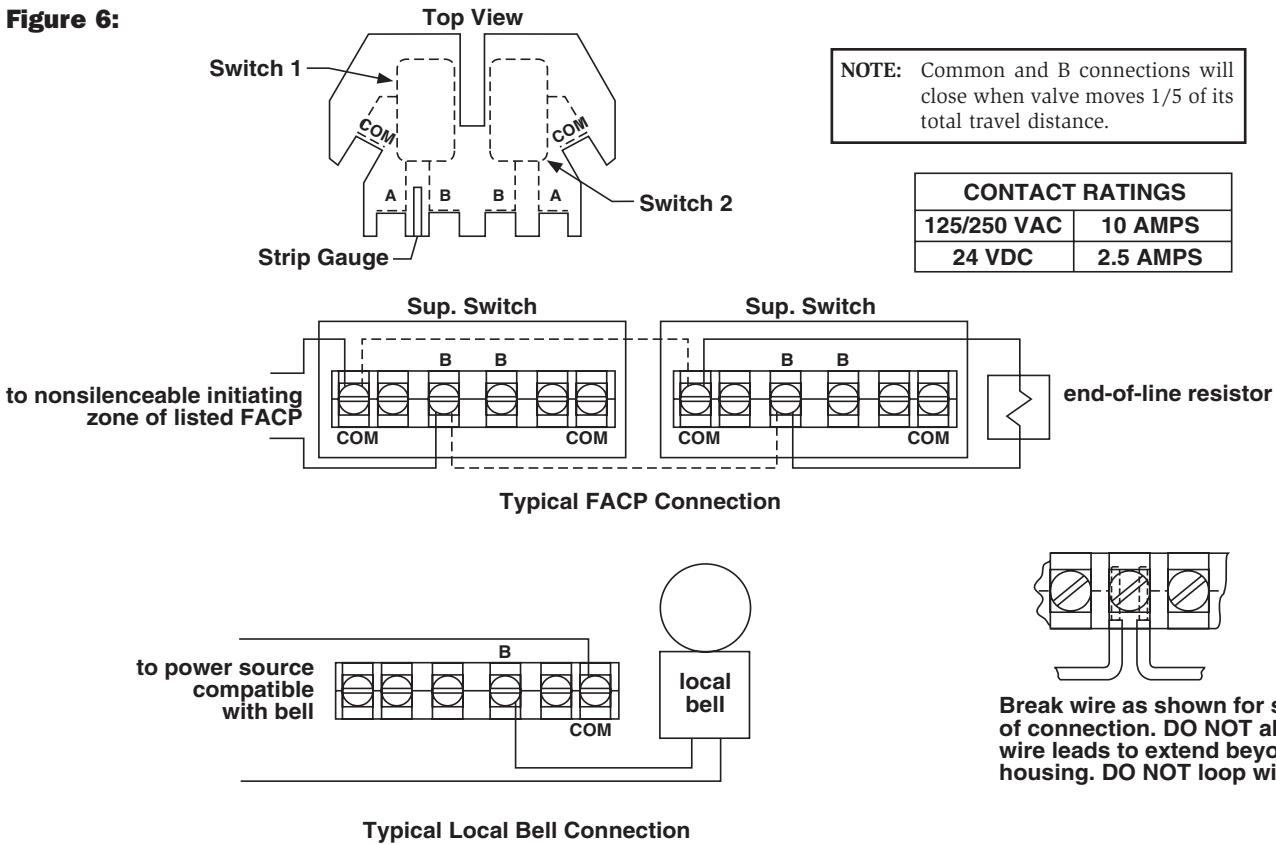 Figure 6:
Top View
Switch 1
COM
COM
A
B
B
A
Switch 2
Strip Gauge
NOTE: Common and B connections will
close when valve moves 1/5 of its
total travel distance.
CONTACT RATINGS
125/250 VAC 10 AMPS
24 VDC 2.5 AMPS
Sup. Switch
Sup. Switch
B B
B B
to nonsilenceable initiating
zone of listed FACP
COM COM
COM COM
end-of-line resistor
Typical FACP Connection
to power source
compatible
with bell
B
COM
local
bell
Typical Local Bell Connection
Break wire as shown for
of connection. DO NOT
wire leads to extend
housing. DO NOT loop